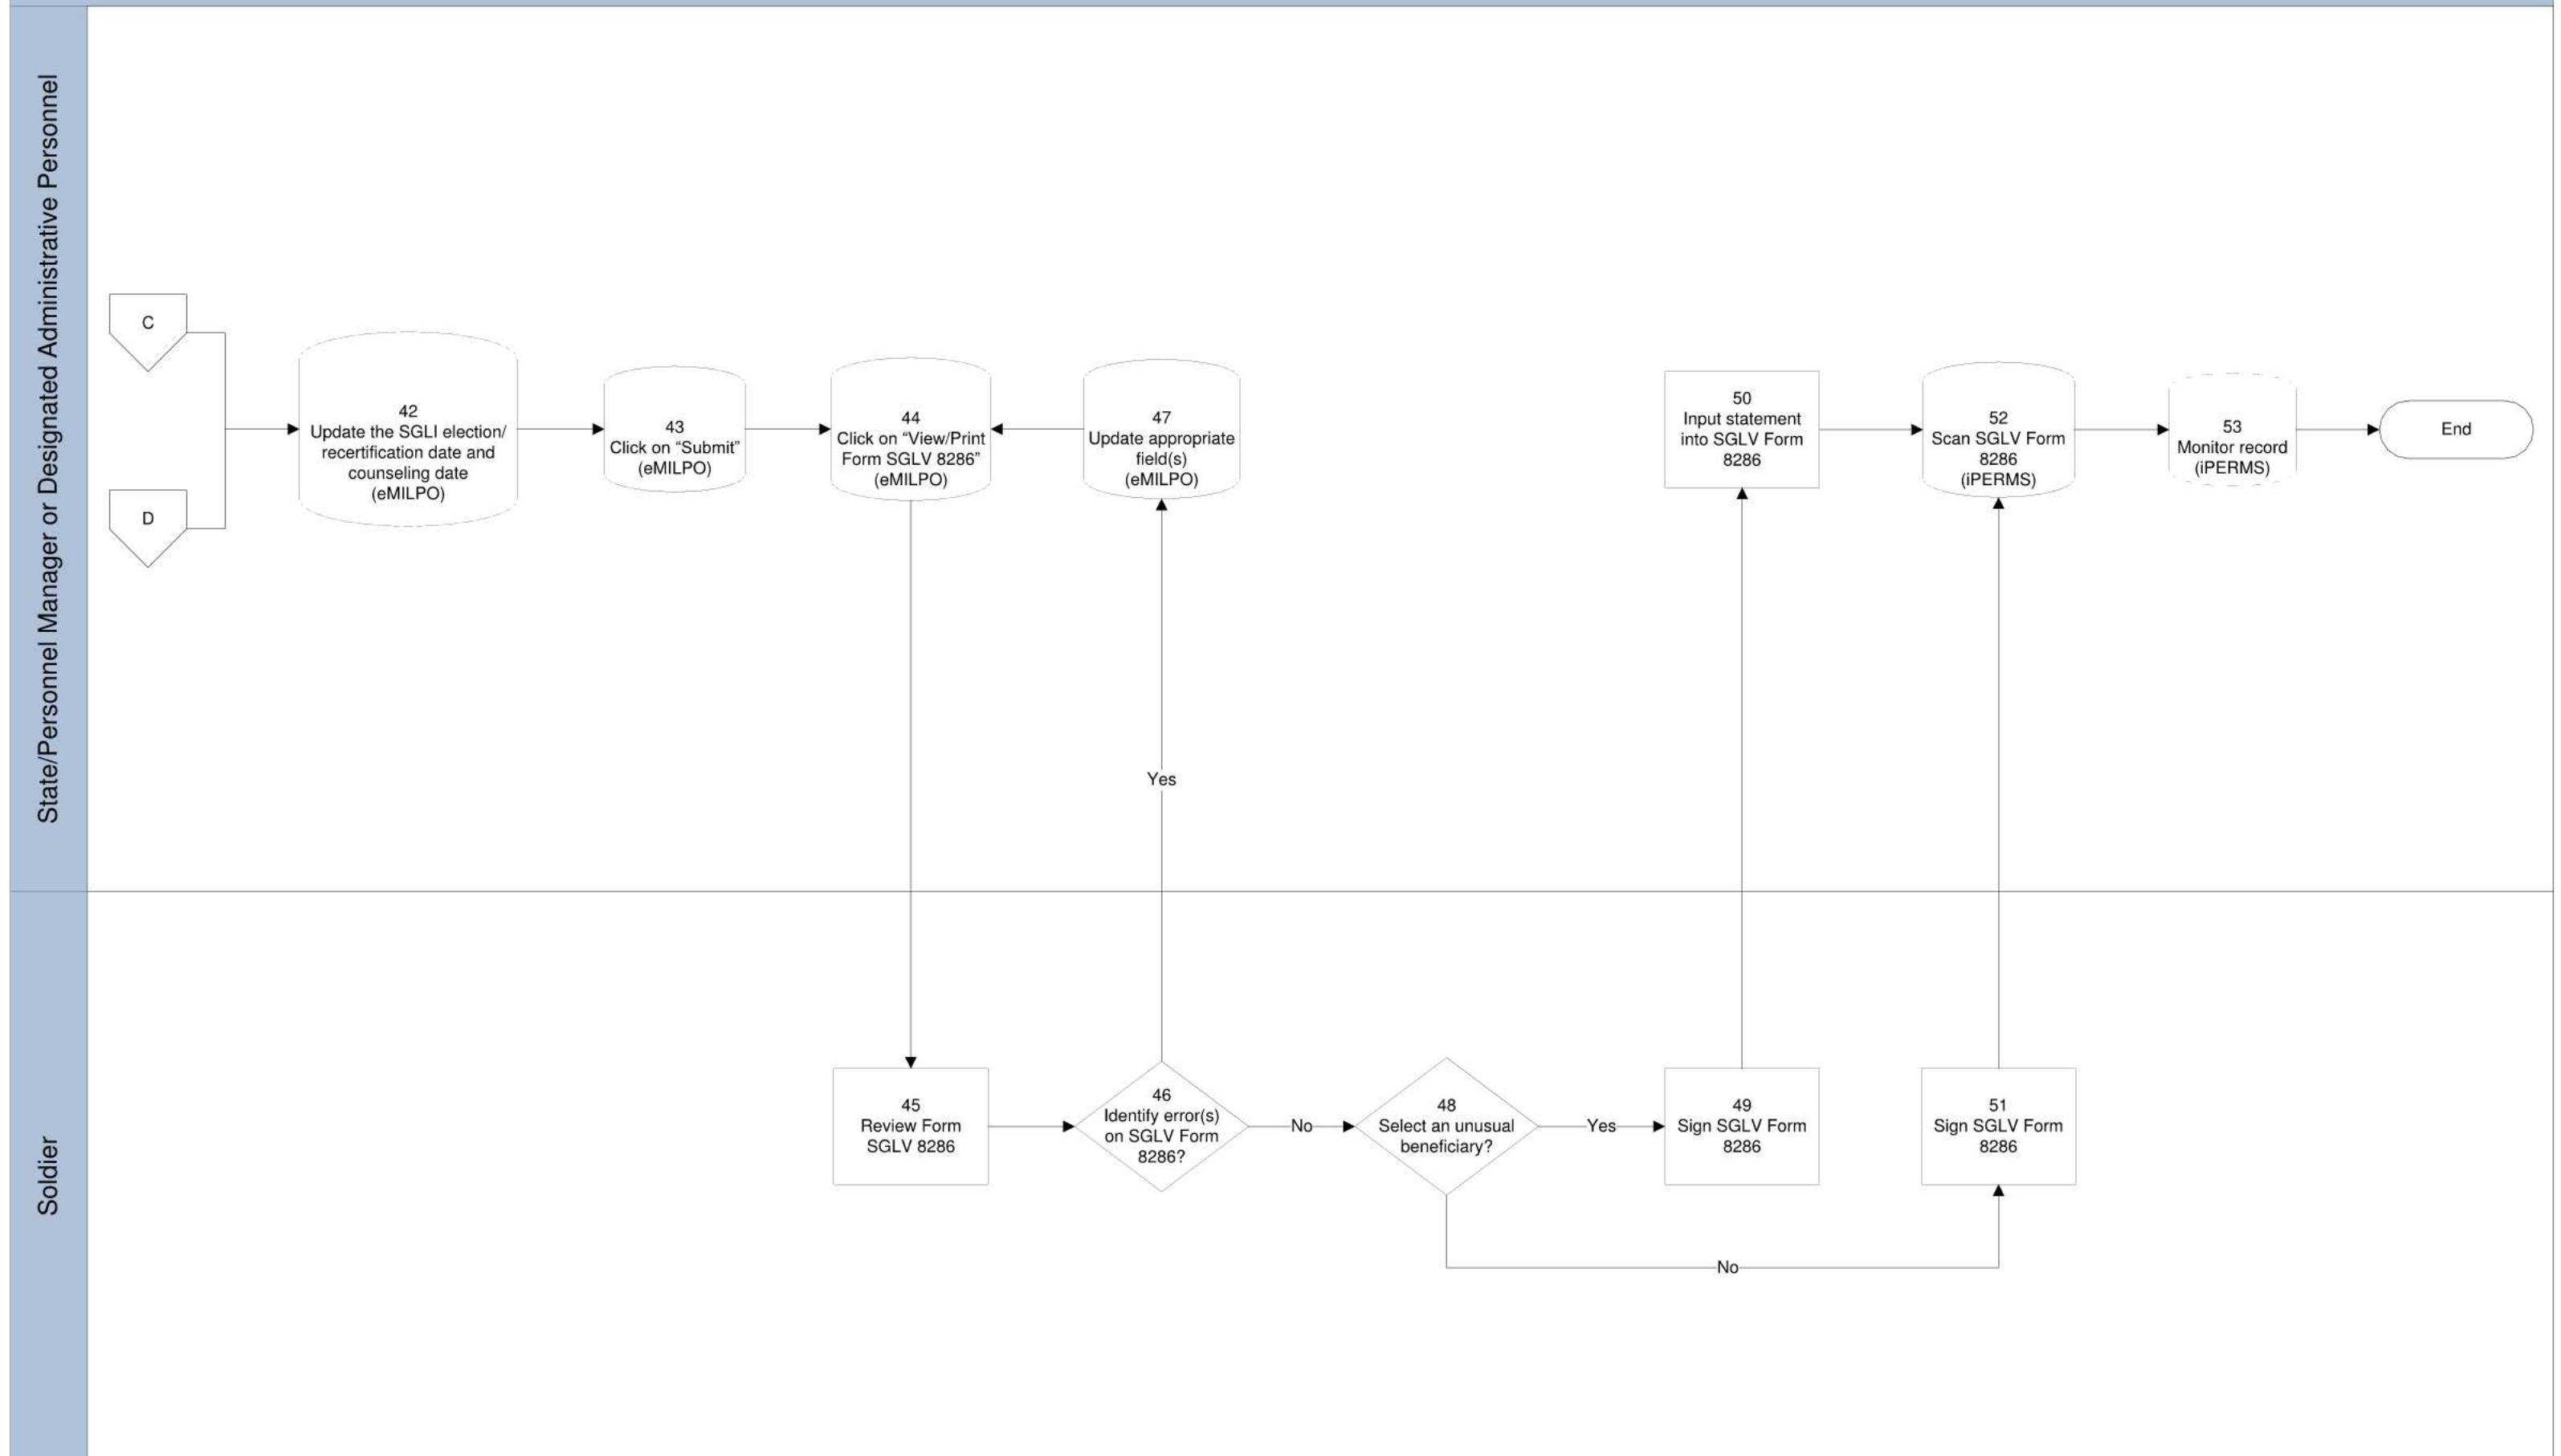 State/Personnel Manager or Designated Administrative Personnel
C
D
42
Update the SGLI election/
recertification date and
counseling date
(eMILPO)
43
Click on “Submit”
(eMILPO)
44
Click on “View/Print
Form SGLV 8286”
(eMILPO)
47
Update appropriate
field(s)
(eMILPO)
50
Input statement
into SGLV Form
8286
52
Scan SGLV Form
8286
(iPERMS)
53
Monitor record
(iPERMS)
End
Yes
Soldier
45
Review Form
SGLV 8286
46
Identify error(s)
on SGLV Form
8286?
No
48
Select an unusual
beneficiary?
Yes
49
Sign SGLV Form
8286
51
Sign SGLV Form
8286
No